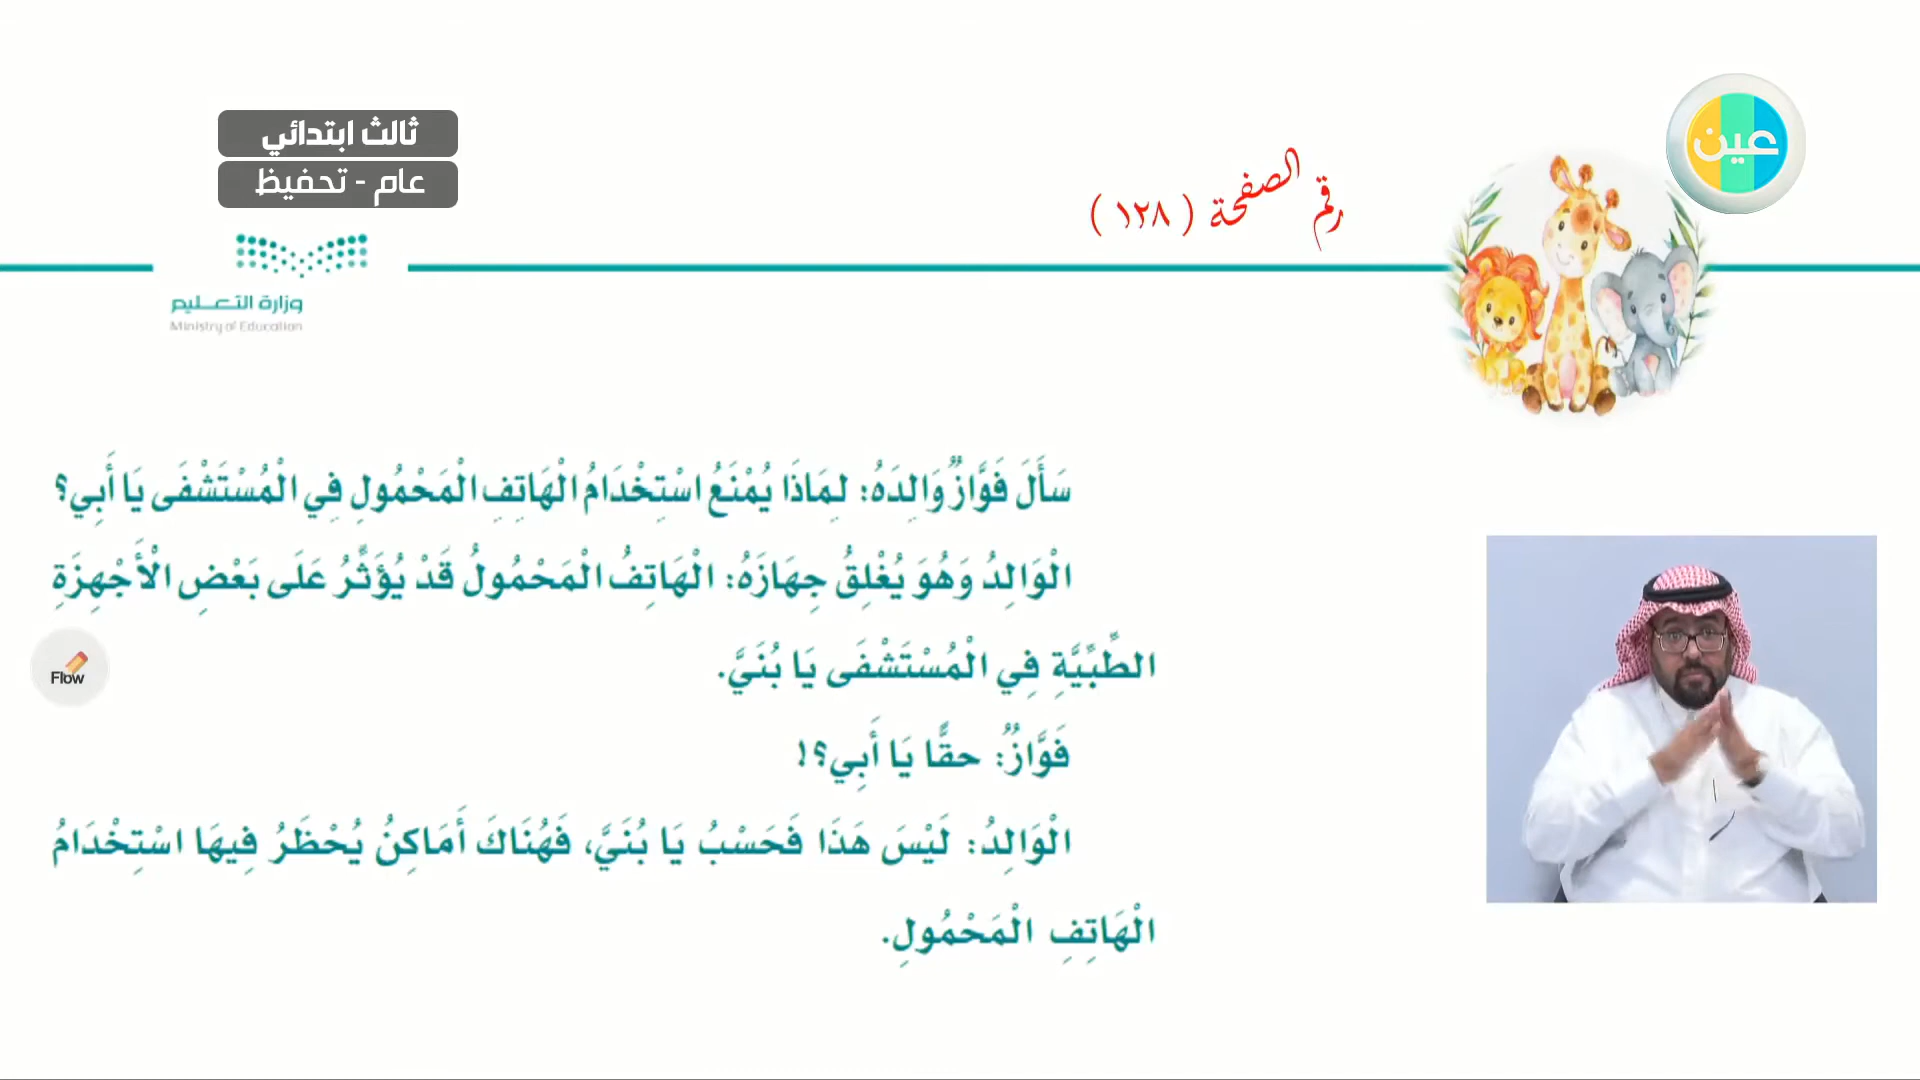 عين
ثالث ابتدائي
عام - تحفيظ
رقم الصفحة ( ١٢٨ )
وزارة التعليم
Ministry of Education
سَأَلَ فَوَّازٌ وَالِدَهُ: لِمَاذَا يُمْنَعُ اسْتِخْدَامُ الْهَاتِفِ الْمَحْمُولِ فِي الْمُسْتَشْفَى يَا أَبِي؟
الْوَالِدُ وَهُوَ يُغْلِقُ جِهَازَهُ: الْهَاتِفُ الْمَحْمُولُ قَدْ يُؤَثِّرُ عَلَى بَعْضِ الْأَجْهِزَةِ
الطِّبِّيَّةِ فِي الْمُسْتَشْفَى يَا بُنَيَّ.
فَوَّازٌ: حقًّا يَا أَبِي؟!
الْوَالِدُ: لَيْسَ هَذَا فَحَسْبُ يَا بُنَيَّ، فَهُنَاكَ أَمَاكِنُ يُحْظَرُ فِيهَا اسْتِخْدَامُ
الْهَاتِفِ الْمَحْمُولِ.
Flow